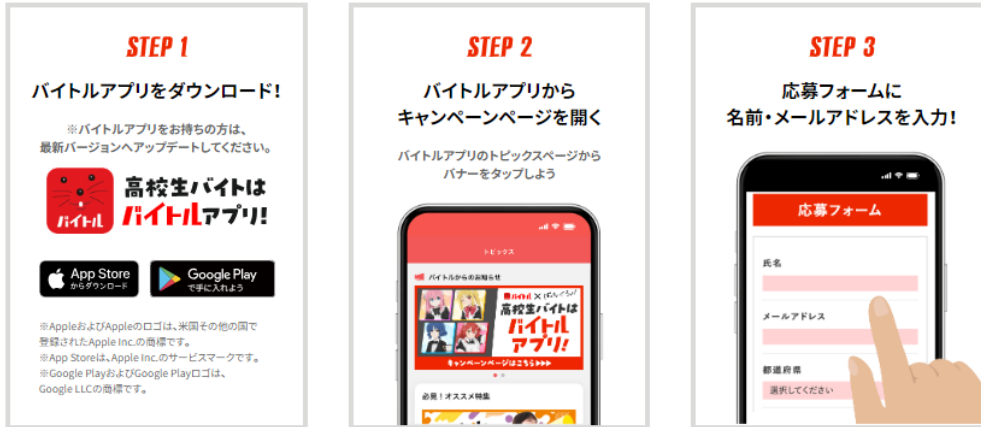 STEP 1
バイトルアプリをダウンロード!
※バイトルアプリをお持ちの方は、
最新バージョンへアップデートしてください。
バイトル
高校生バイトは
バイトルアプリ!
App Store
からダウンロード
Google Play
で手に入れよう
※AppleおよびAppleのロゴは、米国その他の国で
登録されたApple Inc.の商標です。
※App Storeは、Apple Inc.のサービスマークです。
※Google PlayおよびGoogle Playロゴは、
Google LLCの商標です。
STEP 2
バイトルアプリから
キャンペーンページを開く
バイトルアプリのトピックスページから
バナーをタップしよう
トピックス
バイトルからのお知らせ
バイトル×
高校生バイトは
バイトル
アプリ!
キャンペーンページはこちら▶▶▶
必見!オススメ特集
STEP 3
応募フォームに
名前・メールアドレスを入力!
応募フォーム
氏名
メールアドレス
都道府県
選択してください